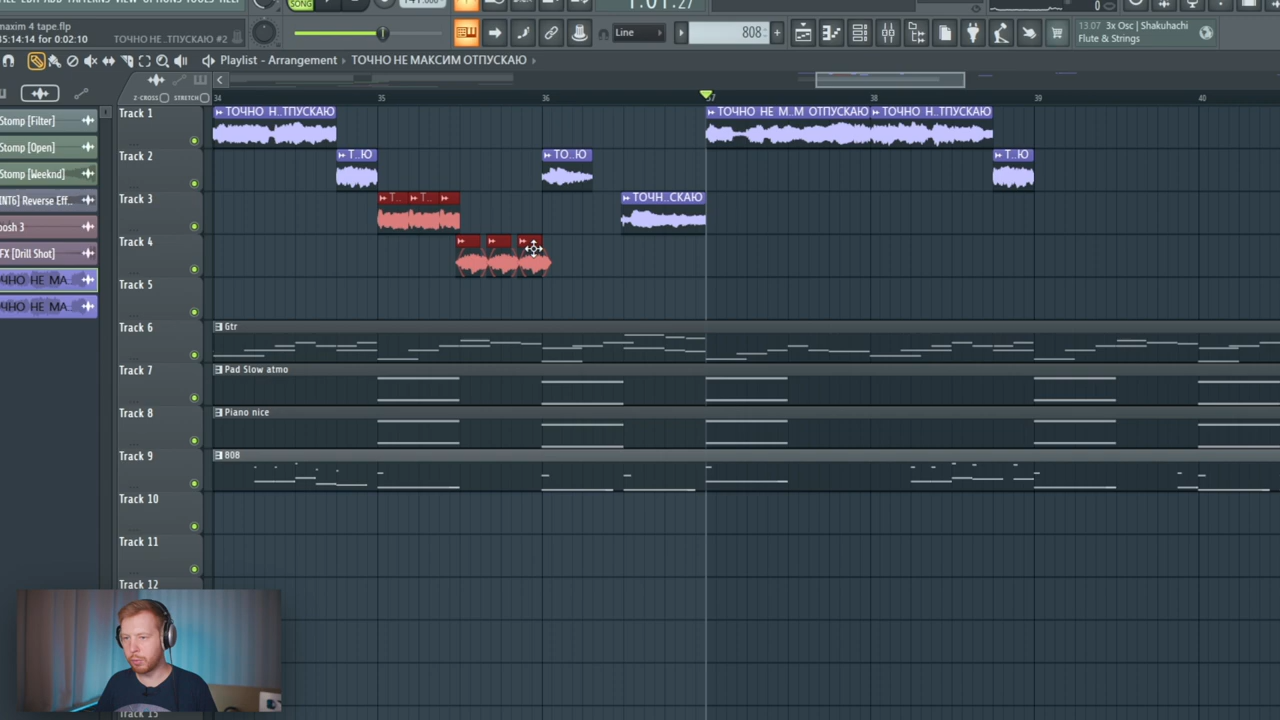 maxim 4 tape.flp
35:14:14 for 0:02:10
ТОЧНО НЕ ..ТПУСКАЮ #2
SONG
1:01:27
Line
808
13.07 3x Osc | Shakuhachi
Flute & Strings
0
Playlist - Arrangement
ТОЧНО НЕ МАКСИМ ОТПУСКАЮ
Z-CROSS
STRETCH
34
35
36
37
38
39
40
Stomp [Filter]
Stomp [Open]
Stomp [Weeknd]
[INT6] Reverse Eff..
oosh 3
FX [Drill Shot]
ЧНО НЕ МА..
ЧНО НЕ МА..
Track 1
ТОЧНО Н..ТПУСКАЮ
ТОЧНО НЕ М..М ОТПУСКАЮ
ТОЧНО Н..ТПУСКАЮ
Track 2
Т..Ю
ТО..Ю
Т..Ю
Track 3
Т..
Т..
ТОЧН..СКАЮ
Track 4
Track 5
Track 6
Gtr
Track 7
Pad Slow atmo
Track 8
Piano nice
Track 9
808
Track 10
Track 11
Track 12